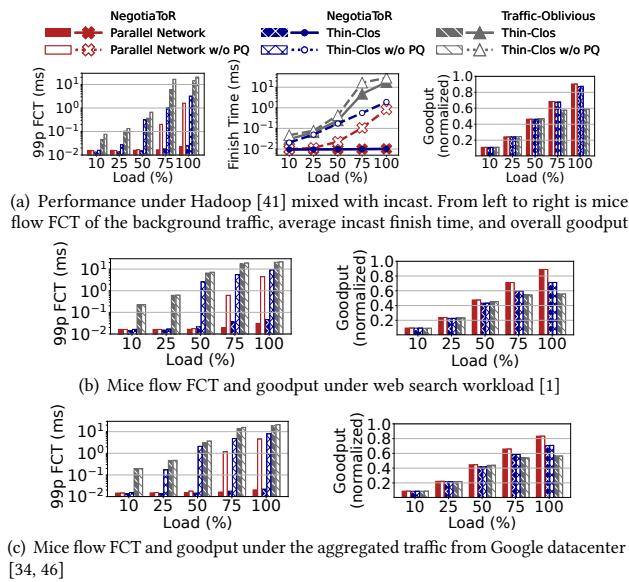 NegotiaToR NegotiaToR Traffic-Oblivious
Parallel Network Thin-Clos Thin-Clos
Parallel Network w/o PQ Thin-Clos w/o PQ Thin-Clos w/o PQ
99p FCT (ms)
10¹
10⁰
10⁻¹
10⁻²
10 25 50 75 100
Load (%)
Finish Time (ms)
10¹
10⁰
10⁻¹
10⁻²
10 25 50 75 100
Load (%)
Goodput
(normalized)
1.0
0.8
0.6
0.4
0.2
10 25 50 75 100
Load (%)
(a) Performance under Hadoop [41] mixed with incast. From left to right is mice
flow FCT of the background traffic, average incast finish time, and overall goodput
99p FCT (ms)
10¹
10⁰
10⁻¹
10⁻²
10 25 50 75 100
Load (%)
Goodput
(normalized)
1.0
0.8
0.6
0.4
0.2
10 25 50 75 100
Load (%)
(b) Mice flow FCT and goodput under web search workload [1]
99p FCT (ms)
10¹
10⁰
10⁻¹
10⁻²
10 25 50 75 100
Load (%)
Goodput
(normalized)
1.0
0.8
0.6
0.4
0.2
10 25 50 75 100
Load (%)
(c) Mice flow FCT and goodput under the aggregated traffic from Google datacenter
[34, 46]